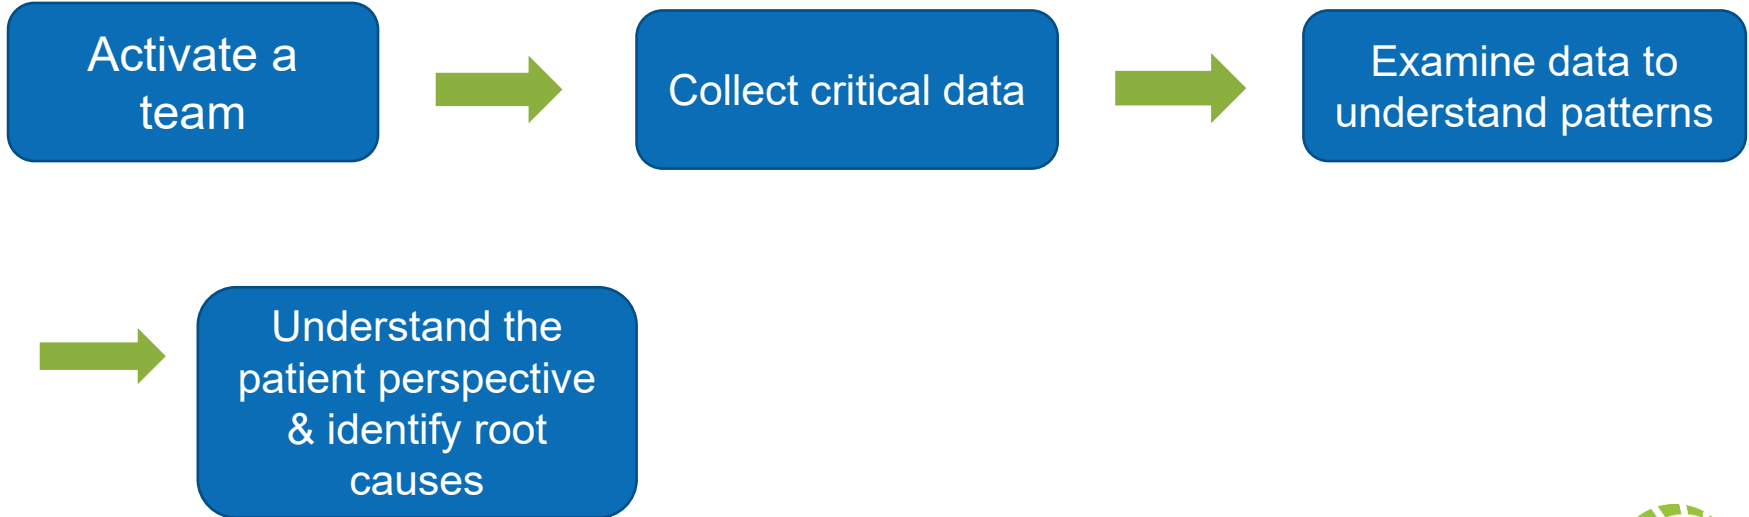 Activate a
team
Collect critical data
Examine data to
understand patterns
Understand the
patient perspective
& identify root
causes